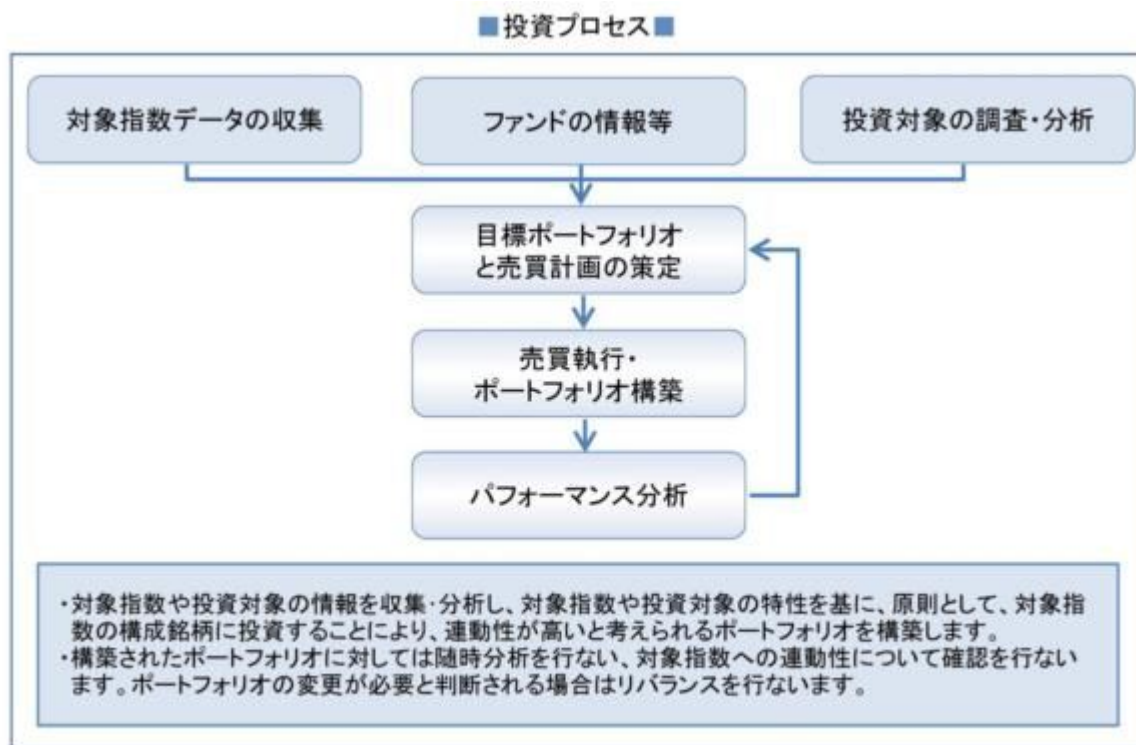 ■投資プロセス■
対象指数データの収集
ファンドの情報等
投資対象の調査・分析
目標ポートフォリオ
と売買計画の策定
売買執行・
ポートフォリオ構築
パフォーマンス分析
・対象指数や投資対象の情報を収集・分析し、対象指数や投資対象の特性を基に、原則として、対象指
数の構成銘柄に投資することにより、連動性が高いと考えられるポートフォリオを構築します。
・構築されたポートフォリオに対しては随時分析を行ない、対象指数への連動性について確認を行ない
ます。ポートフォリオの変更が必要と判断される場合はリバランスを行ないます。